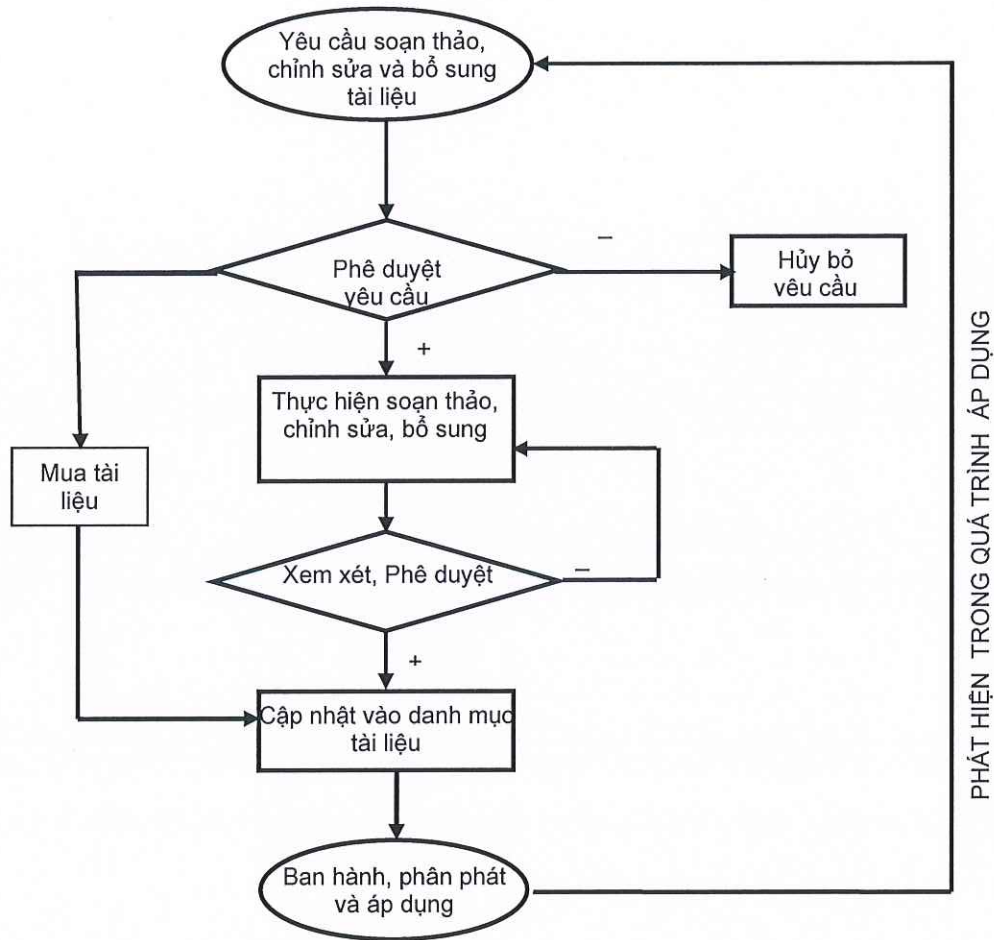 Yêu cầu soạn thảo,
chỉnh sửa và bổ sung
tài liệu
Phê duyệt
yêu cầu
–
Hủy bỏ
yêu cầu
+
Thực hiện soạn thảo,
chỉnh sửa, bổ sung
Mua tài
liệu
Xem xét, Phê duyệt
–
+
Cập nhật vào danh mục
tài liệu
Ban hành, phân phát
và áp dụng
PHÁT HIỆN TRONG QUÁ TRÌNH ÁP DỤNG